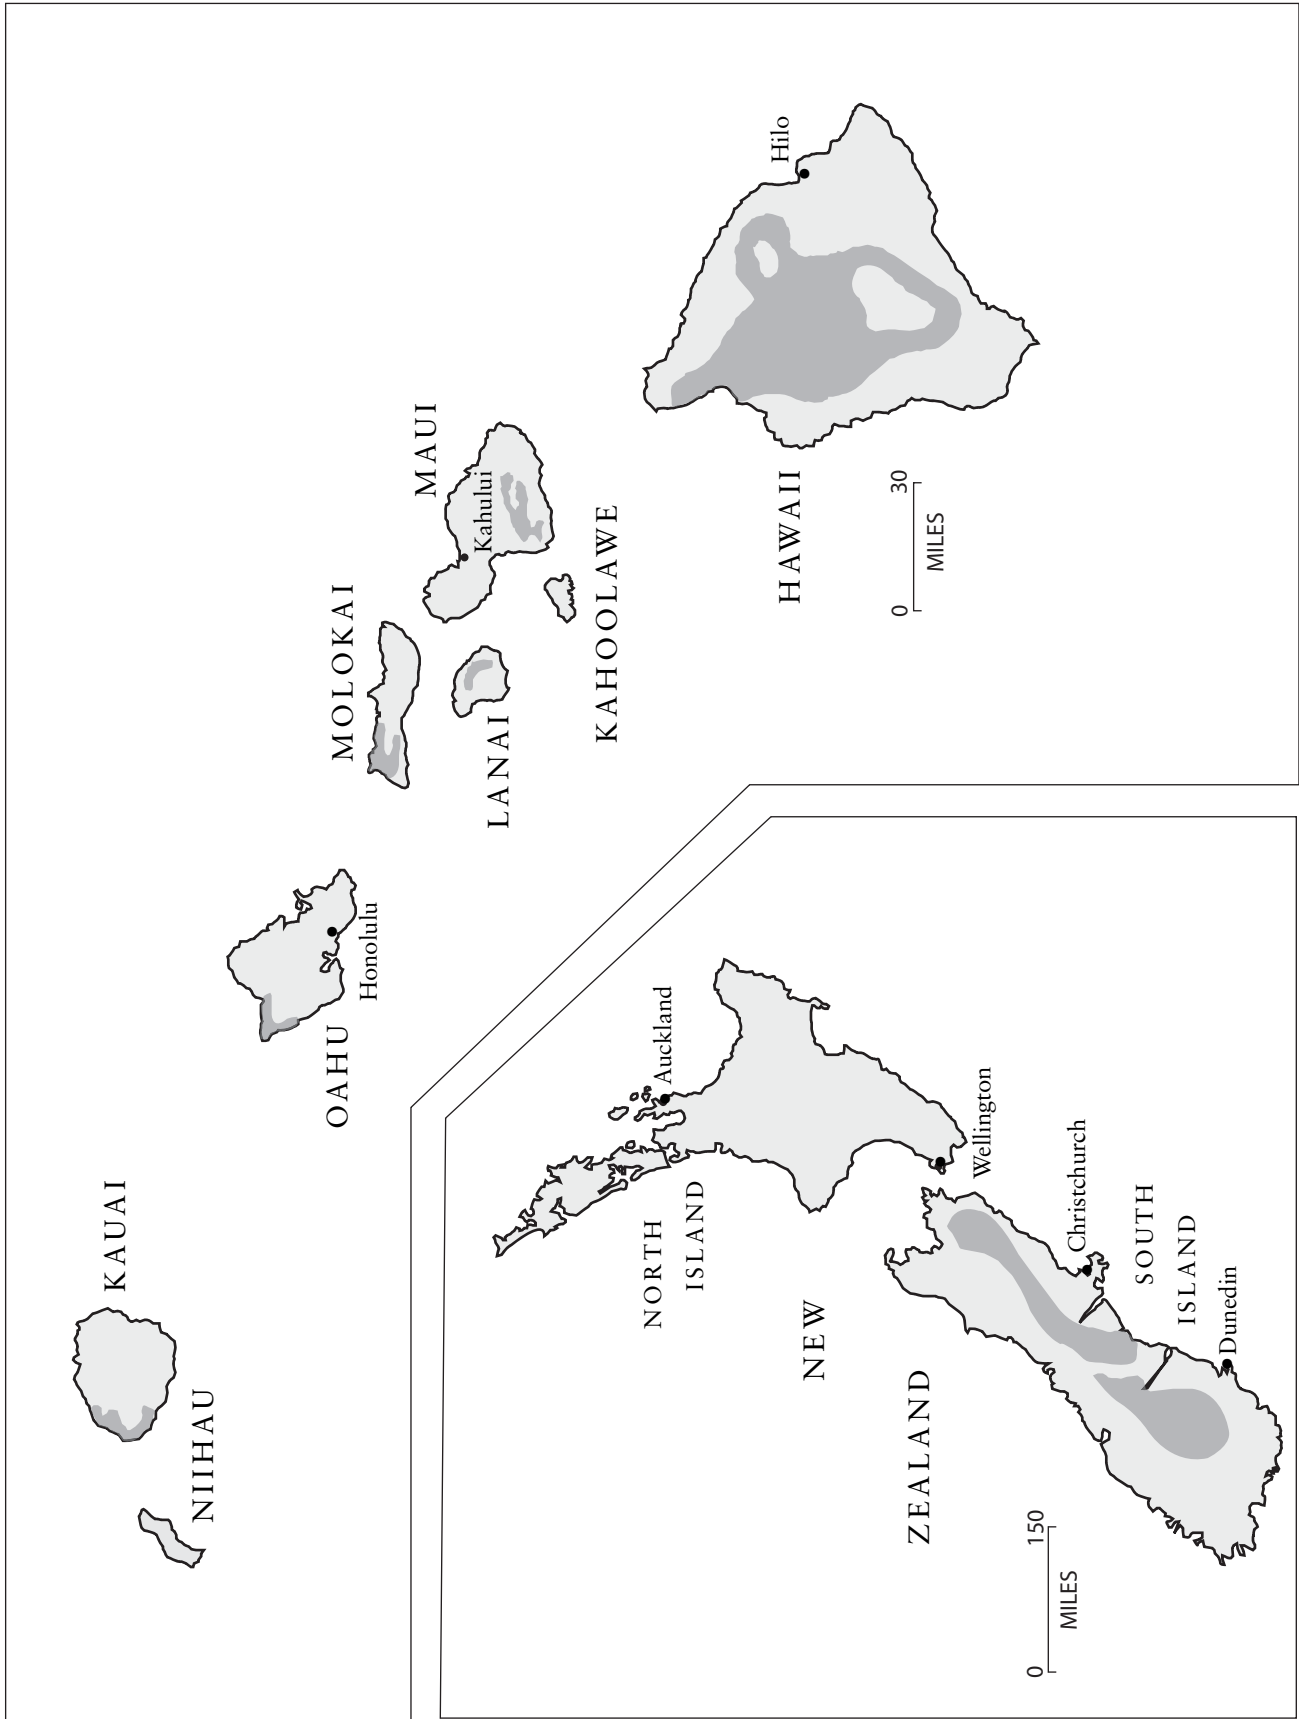 KAUAI
NIIHAU
OAHU
Honolulu
MOLOKAI
MAUI
Kahului
LANAI
KAHOOLAWE
Hilo
HAWAII
0 30
MILES
Auckland
NORTH
ISLAND
Wellington
NEW
ZEALAND
Christchurch
SOUTH
ISLAND
Dunedin
0 150
MILES